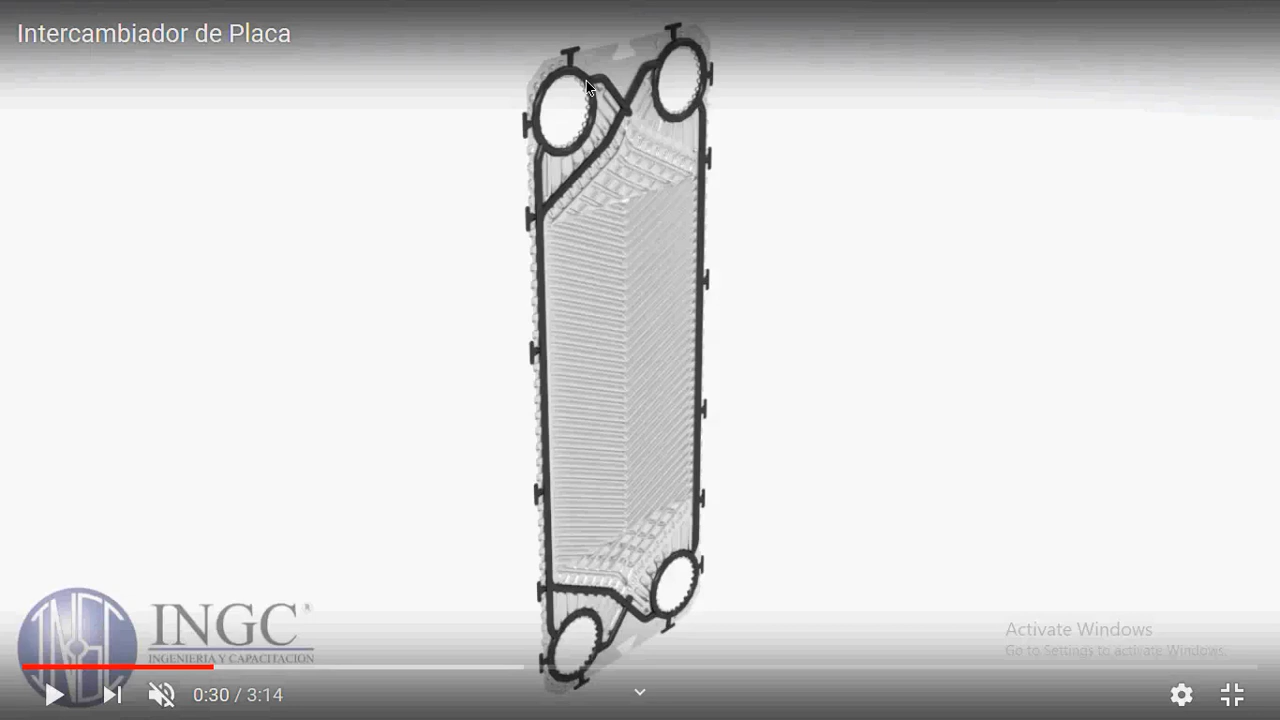 Intercambiador de Placa
INGC®
INGENIERIA Y CAPACITACION
Activate Windows
Go to Settings to activate Windows.
0:30 / 3:14